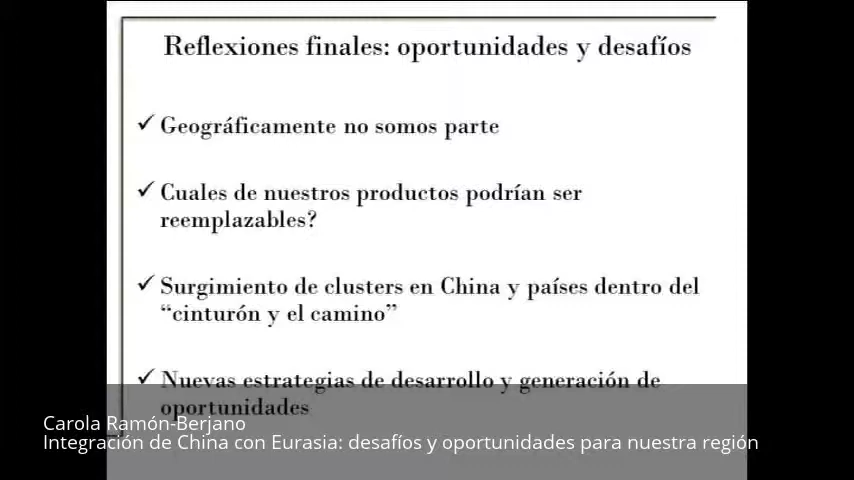 Reflexiones finales: oportunidades y desafíos
✓ Geográficamente no somos parte
✓ Cuales de nuestros productos podrían ser
reemplazables?
✓ Surgimiento de clusters en China y países dentro del
“cinturón y el camino”
✓ Nuevas estrategias de desarrollo y generación de
oportunidades
Carola Ramón-Berjano
Integración de China con Eurasia: desafíos y oportunidades para nuestra región